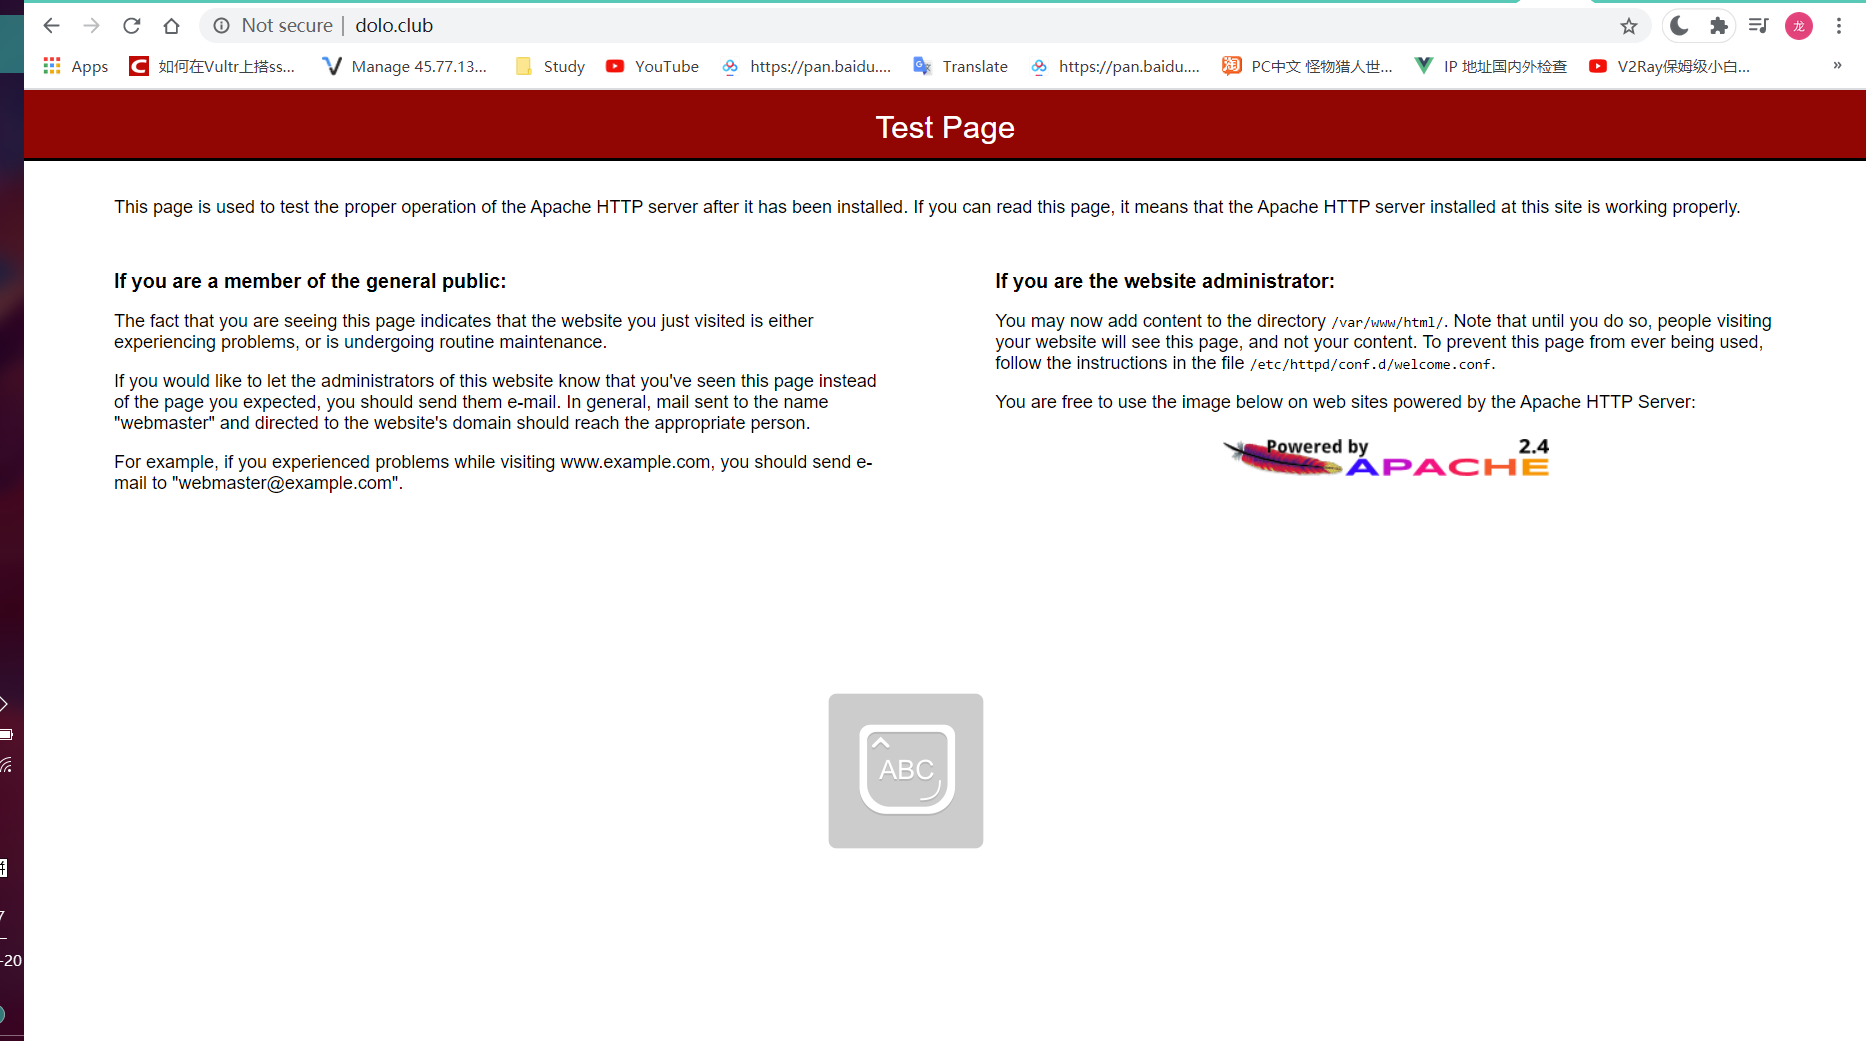 Not secure | dolo.club
龙
Apps 如何在Vultr上搭ss... Manage 45.77.13... Study YouTube https://pan.baidu.... Translate https://pan.baidu.... 淘 PC中文 怪物猎人世... IP 地址国内外检查 V2Ray保姆级小白... »
Test Page
This page is used to test the proper operation of the Apache HTTP server after it has been installed. If you can read this page, it means that the Apache HTTP server installed at this site is working properly.
If you are a member of the general public:
The fact that you are seeing this page indicates that the website you just visited is either
experiencing problems, or is undergoing routine maintenance.
If you would like to let the administrators of this website know that you've seen this page instead
of the page you expected, you should send them e-mail. In general, mail sent to the name
"webmaster" and directed to the website's domain should reach the appropriate person.
For example, if you experienced problems while visiting www.example.com, you should send e-
mail to "webmaster@example.com".
If you are the website administrator:
You may now add content to the directory /var/www/html/. Note that until you do so, people visiting
your website will see this page, and not your content. To prevent this page from ever being used,
follow the instructions in the file /etc/httpd/conf.d/welcome.conf.
You are free to use the image below on web sites powered by the Apache HTTP Server:
Powered by 2.4
APACHE
ABC
-20